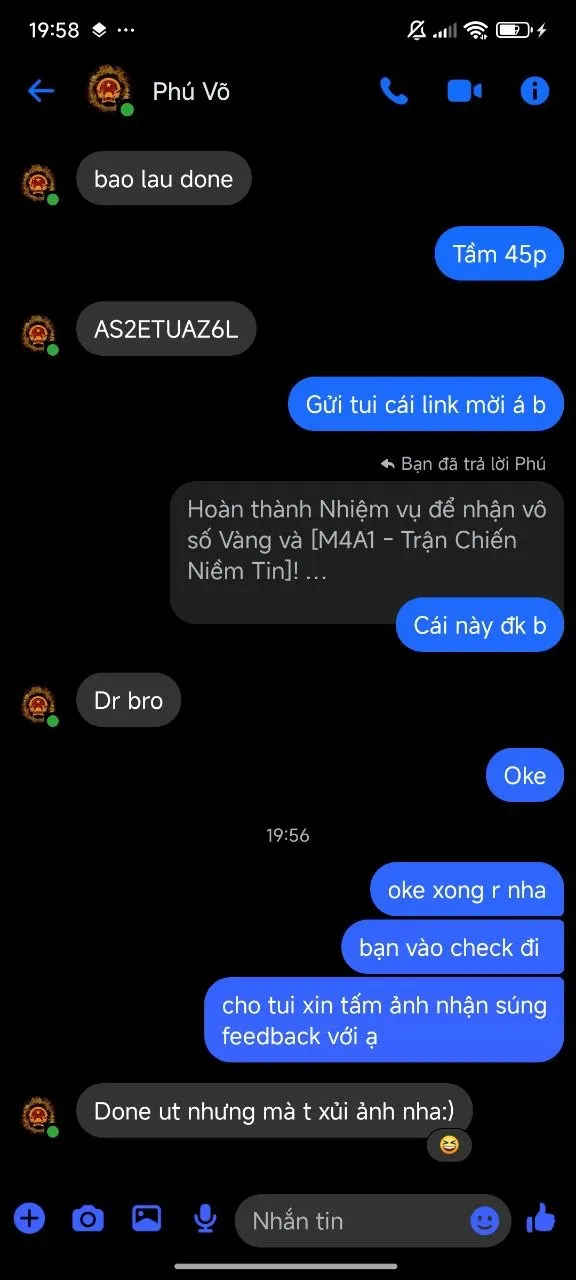 19:58
Phú Võ
bao lau done
Tầm 45p
AS2ETUAZ6L
Gửi tui cái link mời á b
Bạn đã trả lời Phú
Hoàn thành Nhiệm vụ để nhận vô
số Vàng và [M4A1 - Trận Chiến
Niềm Tin]! ...
Cái này đk b
Dr bro
Oke
19:56
oke xong r nha
bạn vào check đi
cho tui xin tấm ảnh nhận súng
feedback với ạ
Done ut nhưng mà t xủi ảnh nha:)
Nhắn tin